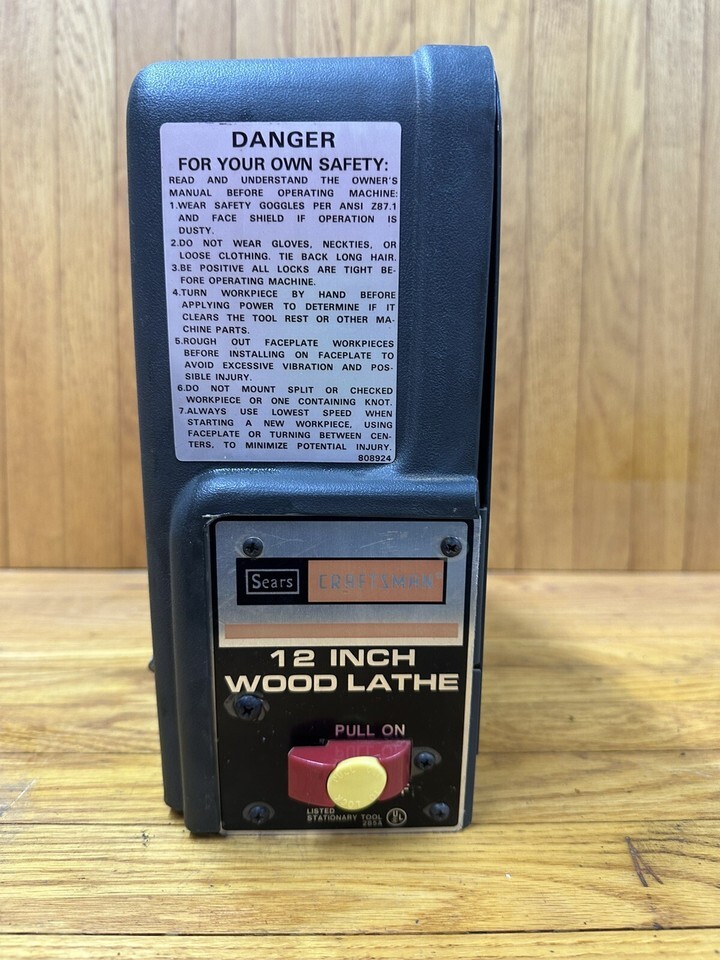 DANGER
FOR YOUR OWN SAFETY:
READ AND UNDERSTAND THE OWNER'S
MANUAL BEFORE OPERATING MACHINE:
1.WEAR SAFETY GOGGLES PER ANSI Z87.1
AND FACE SHIELD IF OPERATION IS
DUSTY.
2.DO NOT WEAR GLOVES, NECKTIES, OR
LOOSE CLOTHING. TIE BACK LONG HAIR.
3.BE POSITIVE ALL LOCKS ARE TIGHT BE-
FORE OPERATING MACHINE.
4.TURN WORKPIECE BY HAND BEFORE
APPLYING POWER TO DETERMINE IF IT
CLEARS THE TOOL REST OR OTHER MA-
CHINE PARTS.
5.ROUGH OUT FACEPLATE WORKPIECES
BEFORE INSTALLING ON FACEPLATE TO
AVOID EXCESSIVE VIBRATION AND POS-
SIBLE INJURY.
6.DO NOT MOUNT SPLIT OR CHECKED
WORKPIECE OR ONE CONTAINING KNOT.
7.ALWAYS USE LOWEST SPEED WHEN
STARTING A NEW WORKPIECE, USING
FACEPLATE OR TURNING BETWEEN CEN-
TERS, TO MINIMIZE POTENTIAL INJURY.
808924
Sears CRAFTSMAN
12 INCH
WOOD LATHE
PULL ON
LISTED
STATIONARY TOOL
UL